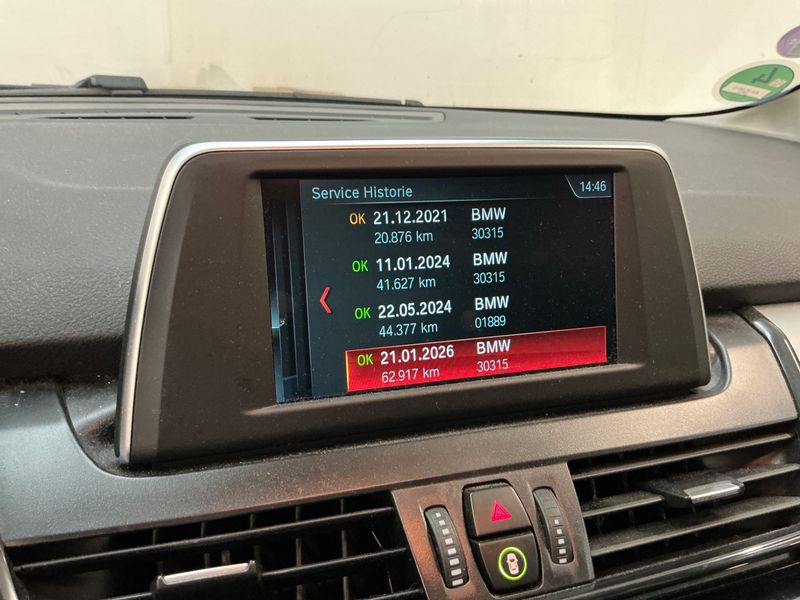 Service Historie 14:46
OK 21.12.2021 BMW
20.876 km 30315
OK 11.01.2024 BMW
41.627 km 30315
OK 22.05.2024 BMW
44.377 km 01889
OK 21.01.2026 BMW
62.917 km 30315